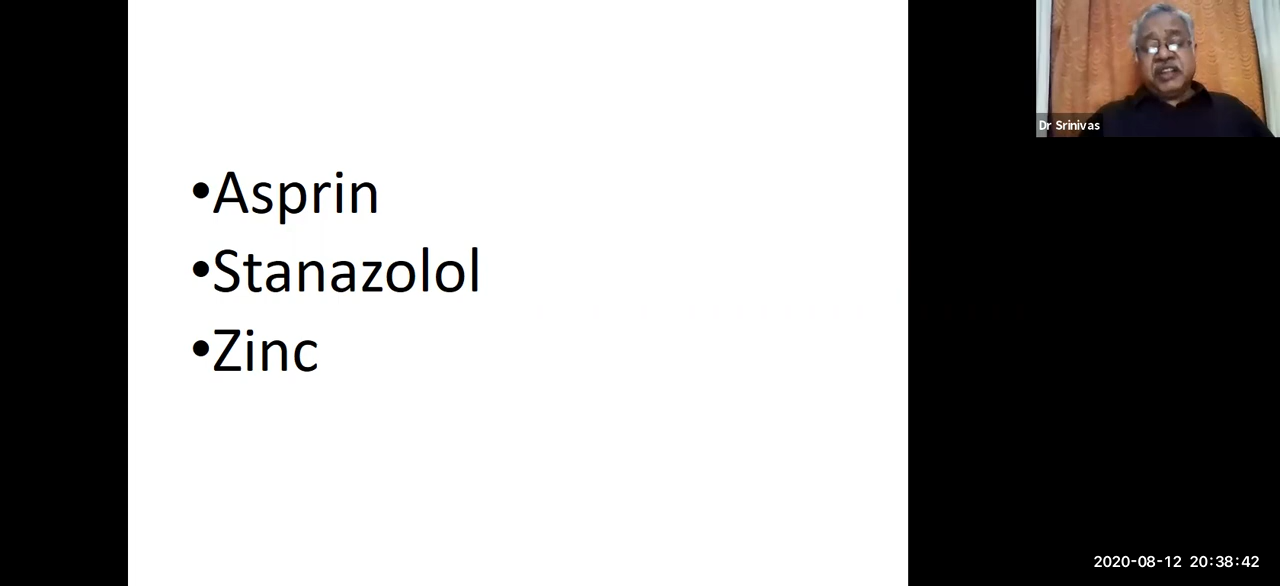 •Asprin
•Stanazolol
•Zinc
Dr Srinivas
2020-08-12 20:38:42